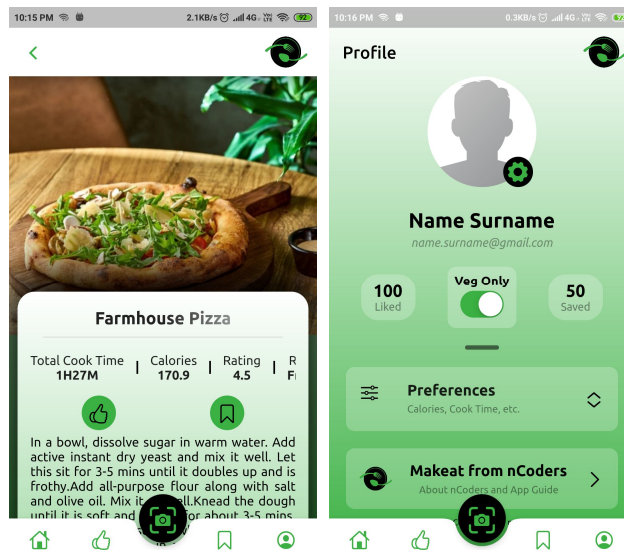 10:15 PM
2.1KB/s
4G
Vo
LTE
92
Farmhouse Pizza
Total Cook Time
1H27M
Calories
170.9
Rating
4.5
R
In a bowl, dissolve sugar in warm water. Add
active instant dry yeast and mix it well. Let
this sit for 3-5 mins until it doubles up and is
frothy.Add all-purpose flour along with salt
and olive oil. Mix it well.Knead the dough
until it is soft and for about 3-5 mins.
10:16 PM
0.3KB/s
4G
Vo
LTE
Profile
Name Surname
name.surname@gmail.com
100
Liked
Veg Only
50
Saved
Preferences
Calories, Cook Time, etc.
Makeat from nCoders
About nCoders and App Guide